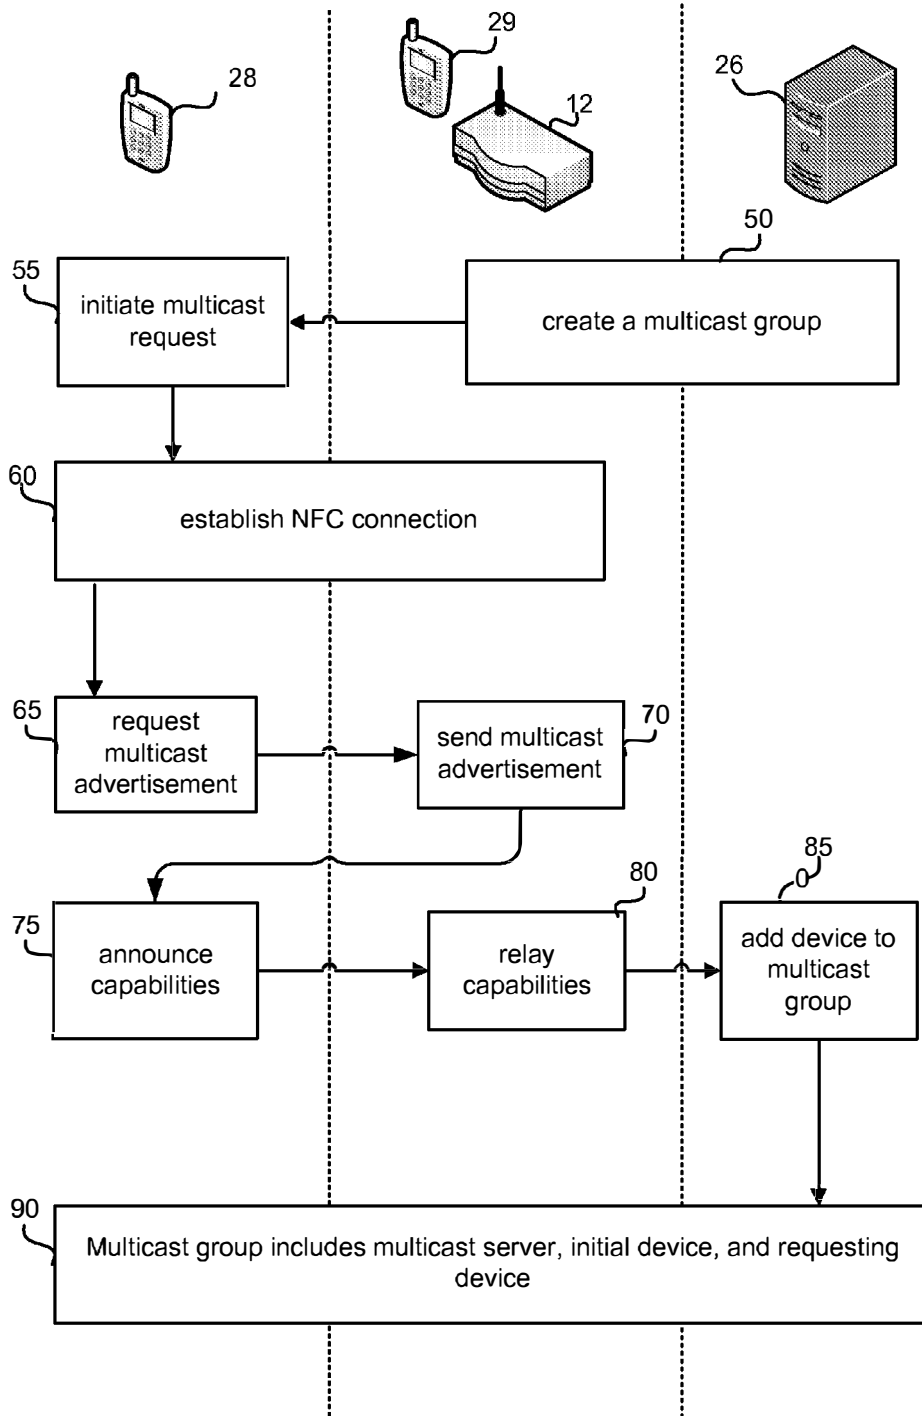 28
29
12
26
50
55
initiate multicast
request
create a multicast group
60
establish NFC connection
65
request
multicast
advertisement
70
send multicast
advertisement
75
announce
capabilities
80
relay
capabilities
85
0
add device to
multicast
group
90
Multicast group includes multicast server, initial device, and requesting
device